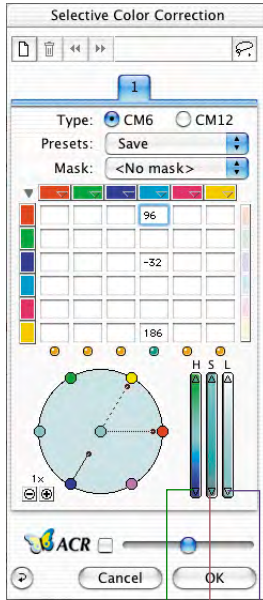 Selective Color Correction
1
Type: CM6 CM12
Presets: Save
Mask: <No mask>
96
-32
186
H S L
1x
ACR
Cancel OK